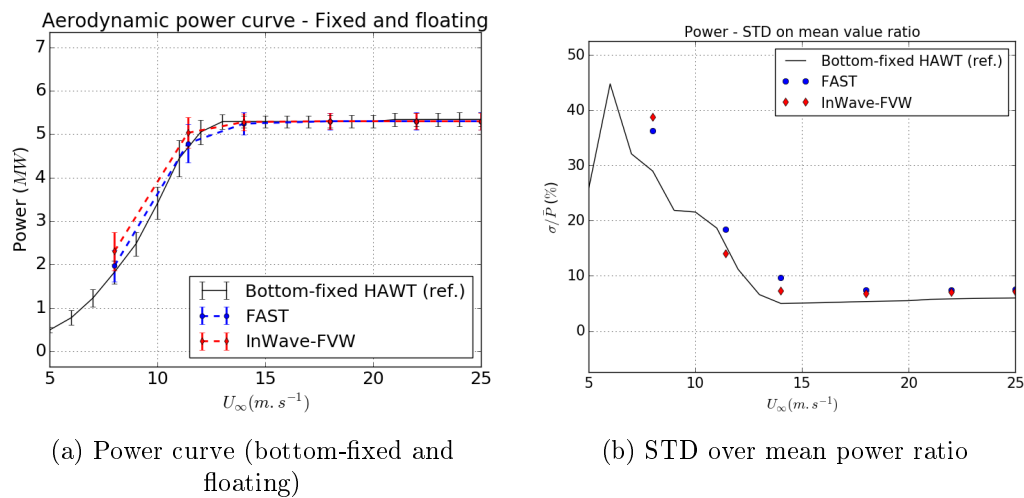 Aerodynamic power curve - Fixed and floating
7
6
5
4
3
2
1
0
Power (MW)
Bottom-fixed HAWT (ref.)
FAST
InWave-FVW
5 10 15 20 25
U∞(m.s⁻¹)
(a) Power curve (bottom-fixed and
floating)
Power - STD on mean value ratio
50
40
30
20
10
0
σ/P̄ (%)
Bottom-fixed HAWT (ref.)
FAST
InWave-FVW
5 10 15 20 25
U∞(m.s⁻¹)
(b) STD over mean power ratio